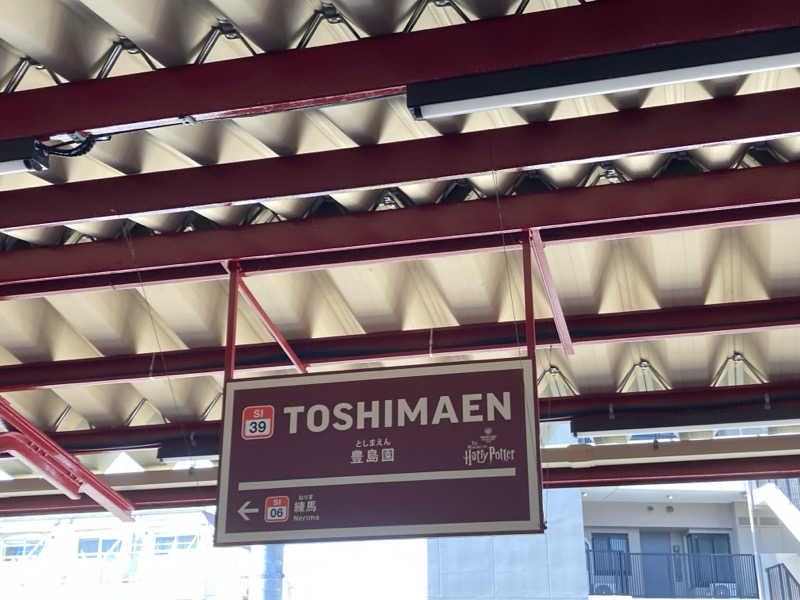 SI
39
TOSHIMAEN
としまえん
豊島園
Harry Potter
←
SI
06
ねりま
練馬
Nerima